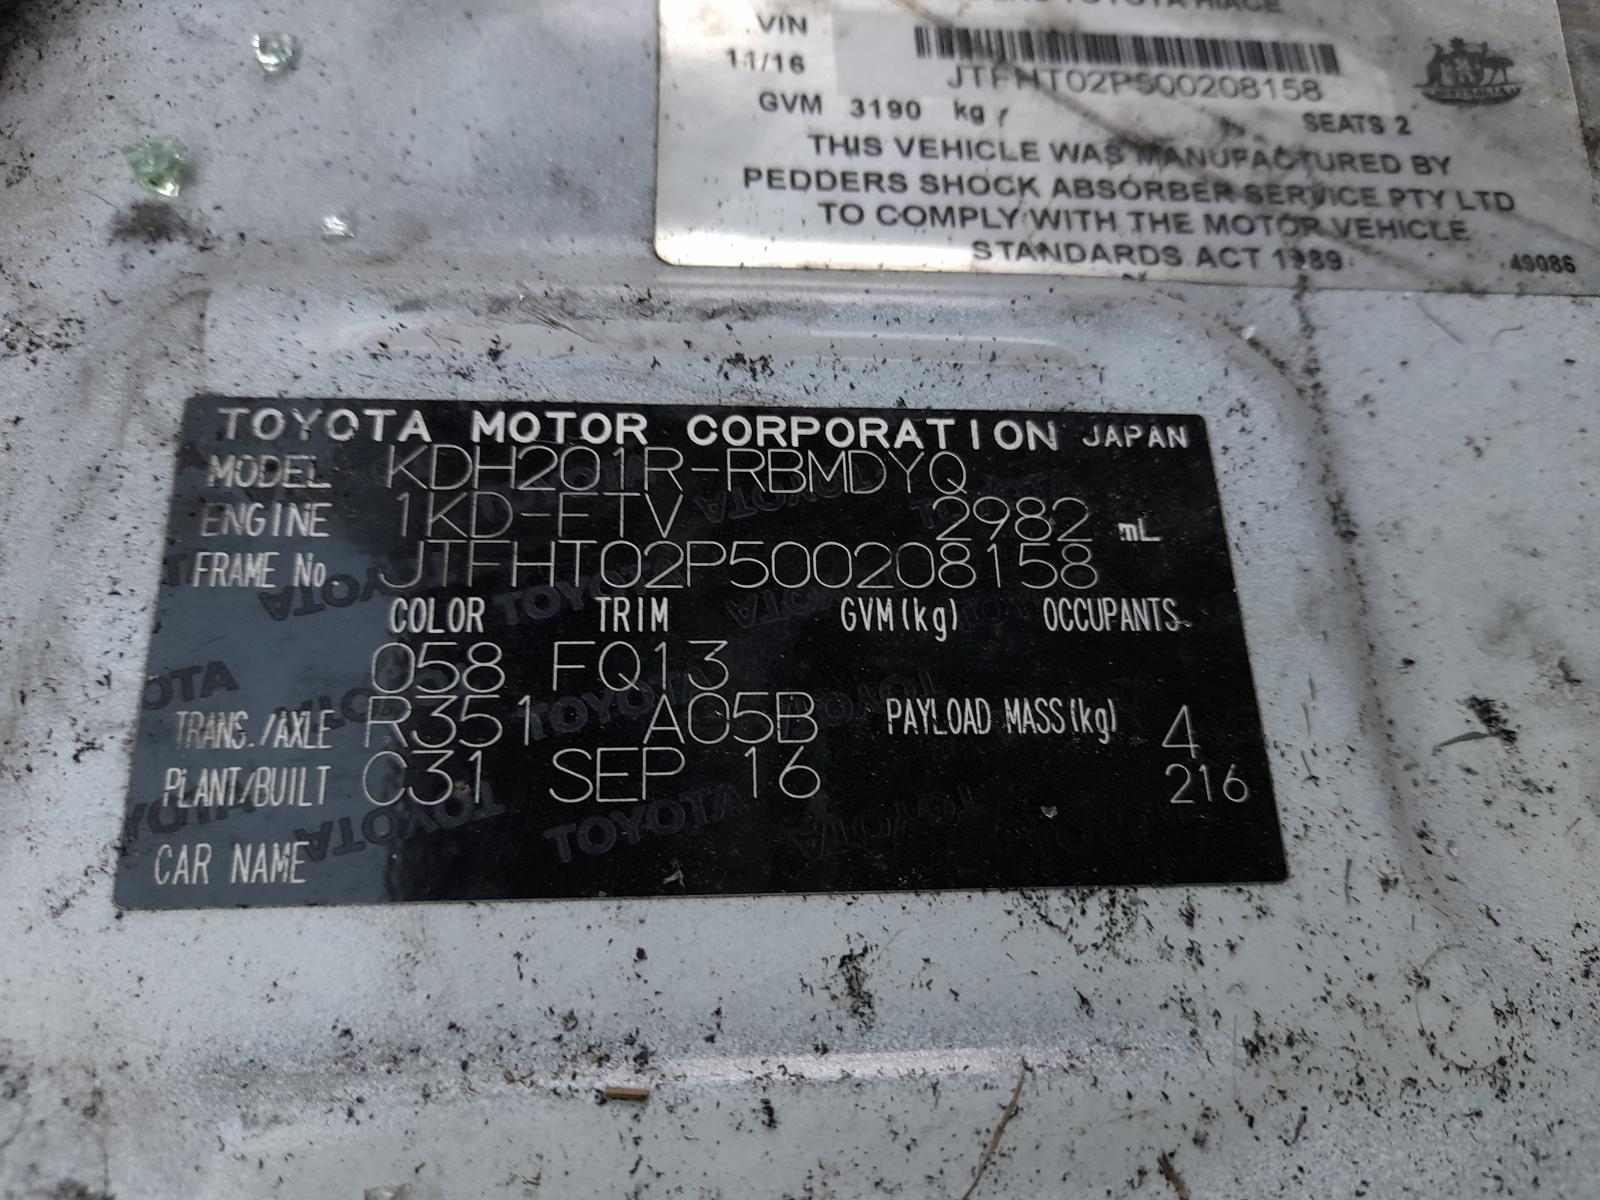 TOYOTA HIACE
VIN
11/16
JTFHT02P500208158
GVM 3190 kg
SEATS 2
THIS VEHICLE WAS MANUFACTURED BY
PEDDERS SHOCK ABSORBER SERVICE PTY LTD
TO COMPLY WITH THE MOTOR VEHICLE
STANDARDS ACT 1989
49086
AUSTRALIA
TOYOTA MOTOR CORPORATION JAPAN
MODEL KDH201R-RBMDYQ
ENGINE 1KD-FTV 2982 mL
FRAME No. JTFHT02P500208158
COLOR TRIM GVM(kg) OCCUPANTS
058 FQ13
TRANS./AXLE R351 A05B PAYLOAD MASS(kg) 4
PLANT/BUILT C31 SEP 16 216
CAR NAME